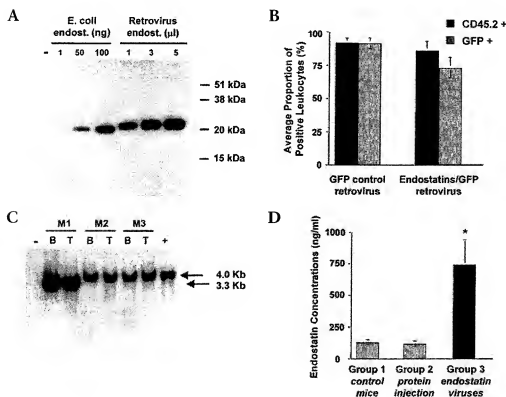 A
E. coli
endost. (ng)
Retrovirus
endost. (µl)
- 1 50 100 1 3 5
51 kDa
38 kDa
20 kDa
15 kDa
B
CD45.2 +
GFP +
Average Proportion of
Positive Leukocytes (%)
100
75
50
25
0
GFP control
retrovirus
Endostatins/GFP
retrovirus
C
M1 M2 M3
- B T B T B T +
4.0 Kb
3.3 Kb
D
Endostatin Concentrations (ng/ml)
1000
750
500
250
0
*
Group 1
control
mice
Group 2
protein
injection
Group 3
endostatin
viruses